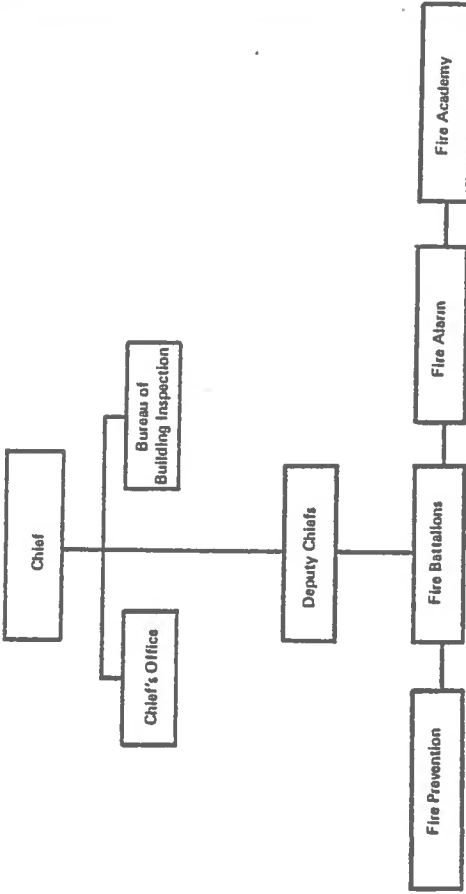 Chief
Chief's Office
Bureau of
Building Inspection
Deputy Chiefs
Fire Prevention
Fire Battalions
Fire Alarm
Fire Academy